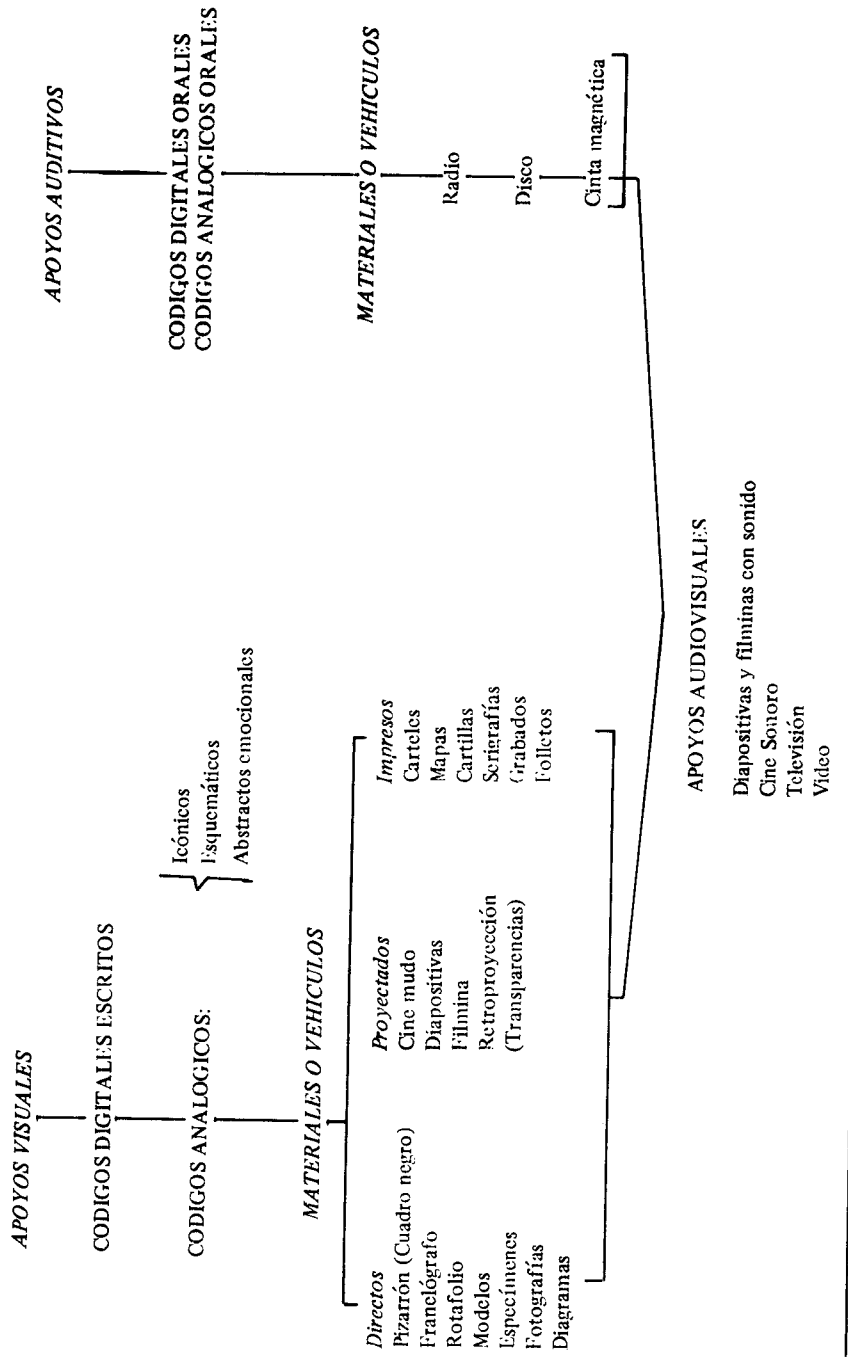 APOYOS VISUALES
CODIGOS DIGITALES ESCRITOS
CODIGOS ANALOGICOS:
Icónicos
Esquemáticos
Abstractos emocionales
MATERIALES O VEHICULOS
Directos
Pizarrón (Cuadro negro)
Franelógrafo
Rotafolio
Modelos
Especímenes
Fotografías
Diagramas
Proyectados
Cine mudo
Diapositivas
Filmina
Retroproyección
(Transparencias)
Impresos
Carteles
Mapas
Cartillas
Serigrafías
Grabados
Folletos
APOYOS AUDITIVOS
CODIGOS DIGITALES ORALES
CODIGOS ANALOGICOS ORALES
MATERIALES O VEHICULOS
Radio
Disco
Cinta magnética
APOYOS AUDIOVISUALES
Diapositivas y filminas con sonido
Cine Sonoro
Televisión
Video